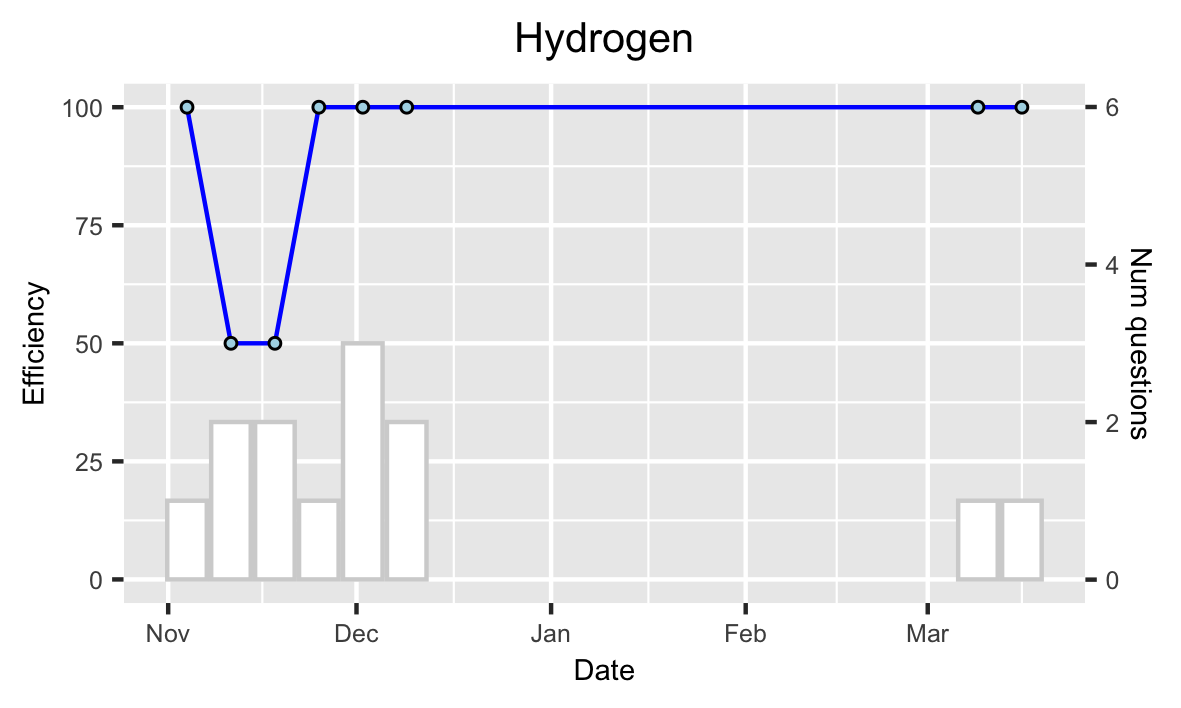 Hydrogen
100
75
50
25
0
Efficiency
6
4
2
0
Num questions
Nov
Dec
Jan
Feb
Mar
Date